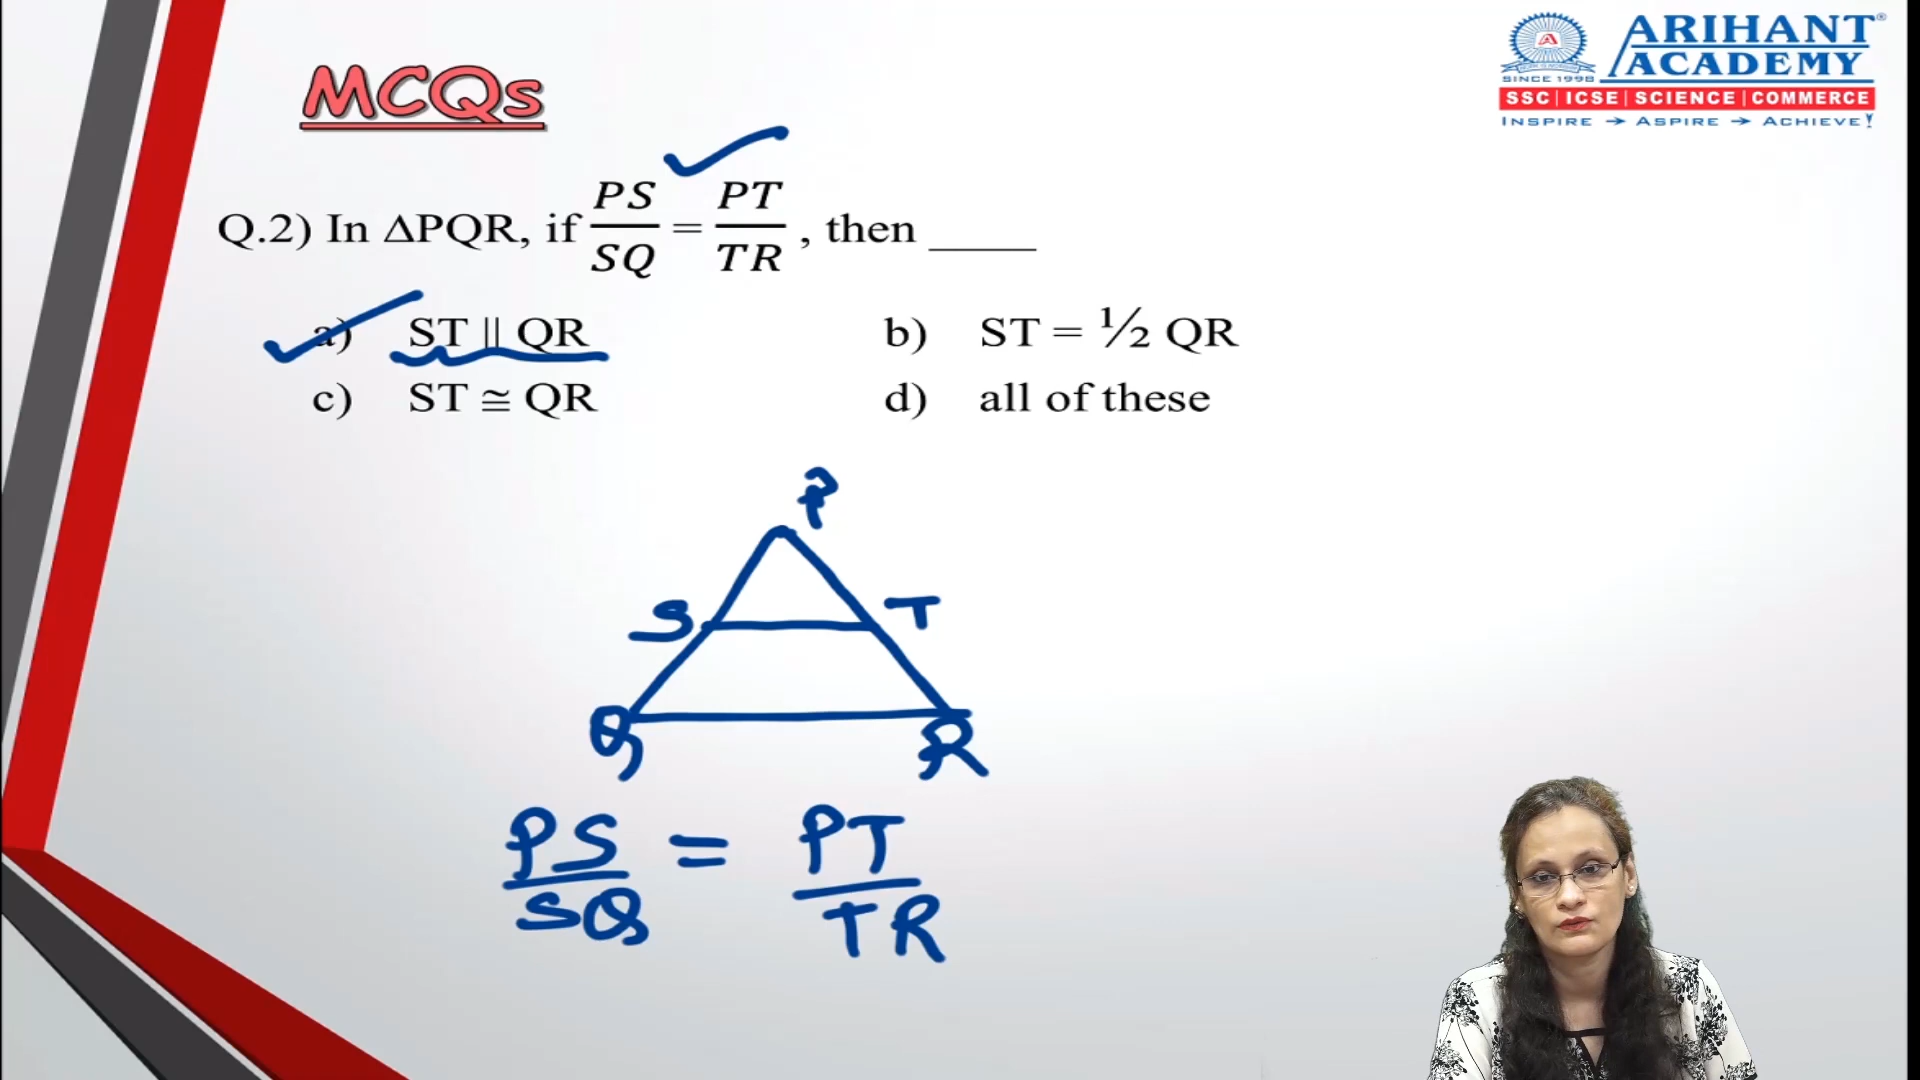 ARIHANT®
ACADEMY
SINCE 1998
SSC | ICSE | SCIENCE | COMMERCE
INSPIRE → ASPIRE → ACHIEVE!
MCQs
Q.2) In ΔPQR, if PS/SQ = PT/TR , then _____
a) ST || QR b) ST = ½ QR
c) ST ≅ QR d) all of these
P
S T
Q R
PS/SQ = PT/TR